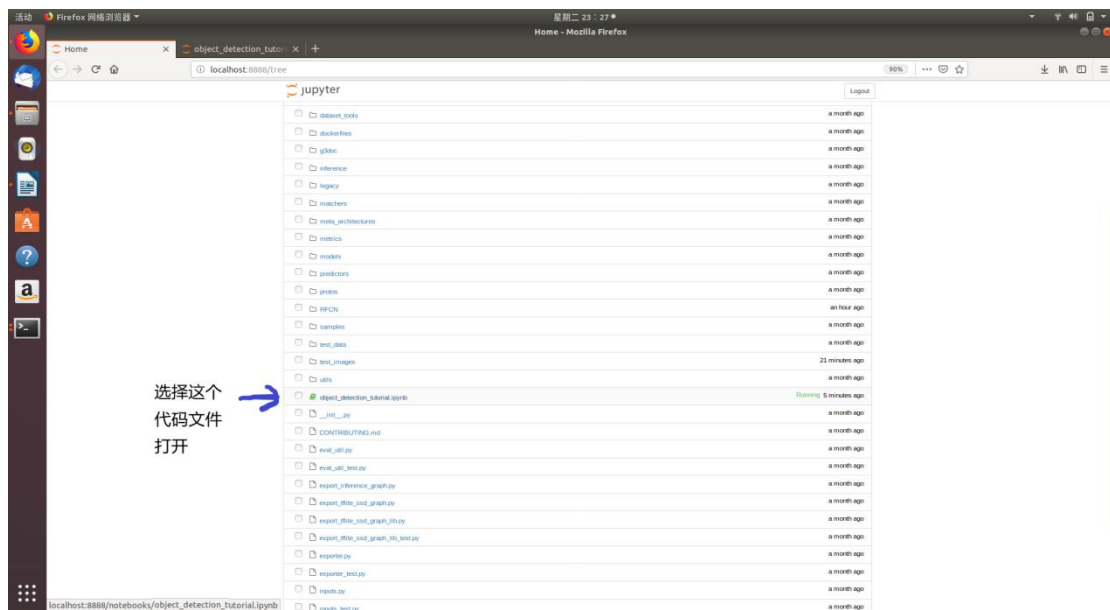 活动 Firefox 网络浏览器 星期二 23：27
Home - Mozilla Firefox
Home object_detection_tutori
localhost:8888/tree 90%
jupyter Logout
dataset_tools a month ago
dockerfiles a month ago
g3doc a month ago
inference a month ago
legacy a month ago
matchers a month ago
meta_architectures a month ago
metrics a month ago
models a month ago
predictors a month ago
protos a month ago
RFCN an hour ago
samples a month ago
test_data a month ago
test_images 21 minutes ago
utils a month ago
选择这个
代码文件
打开
object_detection_tutorial.ipynb Running 5 minutes ago
__init__.py a month ago
CONTRIBUTING.md a month ago
eval_util.py a month ago
eval_util_test.py a month ago
export_inference_graph.py a month ago
export_tflite_ssd_graph.py a month ago
export_tflite_ssd_graph_lib.py a month ago
export_tflite_ssd_graph_lib_test.py a month ago
exporter.py a month ago
exporter_test.py a month ago
inputs.py a month ago
inputs_test.py a month ago
localhost:8888/notebooks/object_detection_tutorial.ipynb